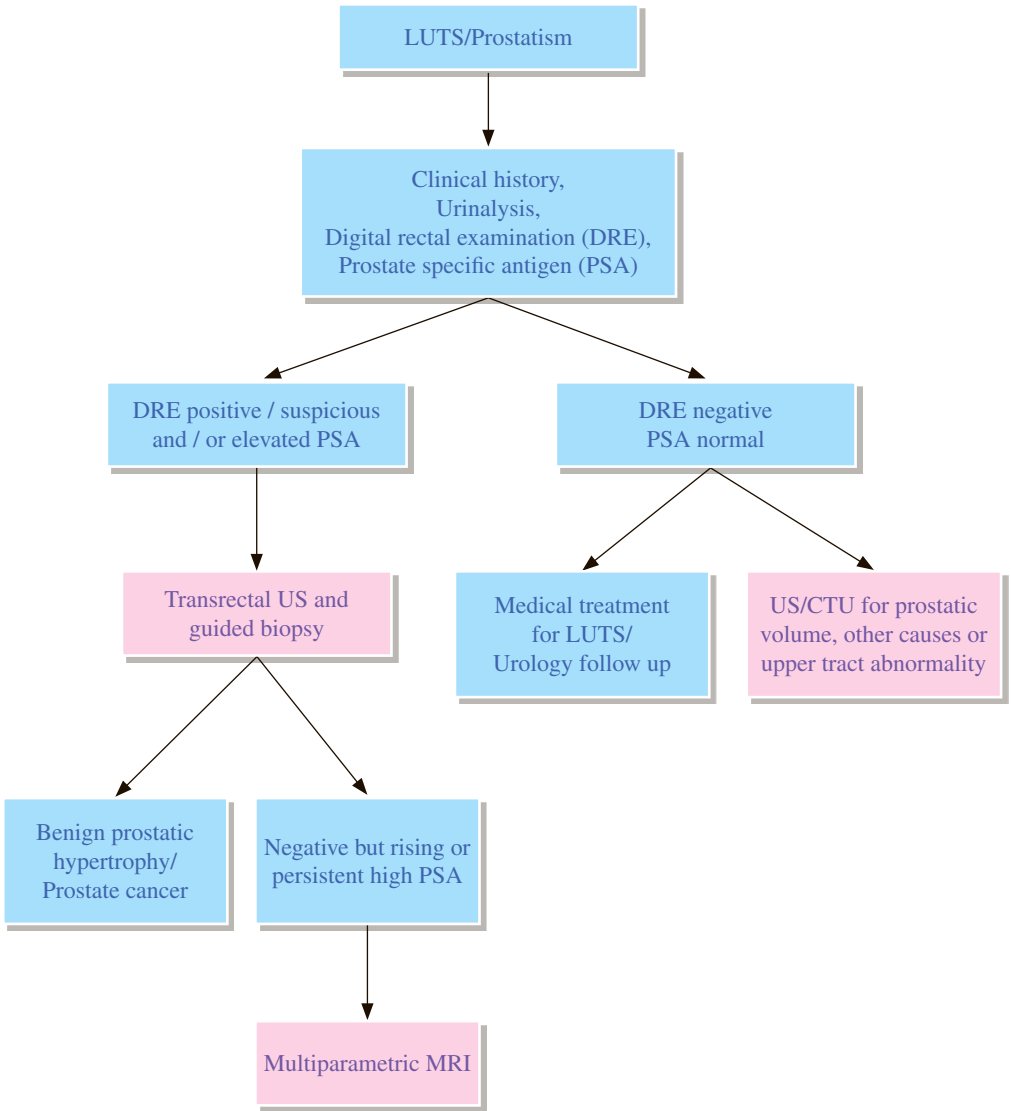 LUTS/Prostatism
Clinical history,
Urinalysis,
Digital rectal examination (DRE),
Prostate specific antigen (PSA)
DRE positive / suspicious
and / or elevated PSA
DRE negative
PSA normal
Transrectal US and
guided biopsy
Medical treatment
for LUTS/
Urology follow up
US/CTU for prostatic
volume, other causes or
upper tract abnormality
Benign prostatic
hypertrophy/
Prostate cancer
Negative but rising or
persistent high PSA
Multiparametric MRI